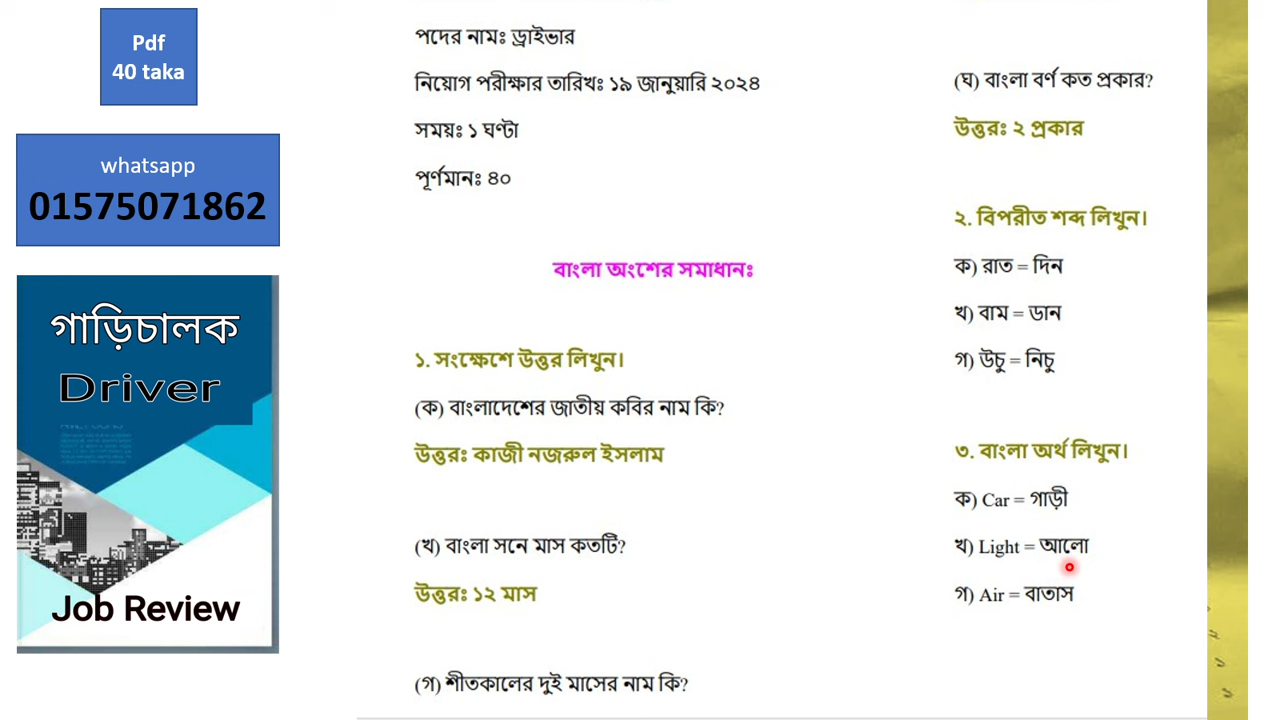 Pdf
40 taka
whatsapp
01575071862
গাড়িচালক
Driver
Job Review
পদের নামঃ ড্রাইভার
নিয়োগ পরীক্ষার তারিখঃ ১৯ জানুয়ারি ২০২৪
সময়ঃ ১ ঘণ্টা
পূর্ণমানঃ ৪০
বাংলা অংশের সমাধানঃ
১. সংক্ষেশে উত্তর লিখুন।
(ক) বাংলাদেশের জাতীয় কবির নাম কি?
উত্তরঃ কাজী নজরুল ইসলাম
(খ) বাংলা সনে মাস কতটি?
উত্তরঃ ১২ মাস
(গ) শীতকালের দুই মাসের নাম কি?
(ঘ) বাংলা বর্ণ কত প্রকার?
উত্তরঃ ২ প্রকার
২. বিপরীত শব্দ লিখুন।
ক) রাত = দিন
খ) বাম = ডান
গ) উচু = নিচু
৩. বাংলা অর্থ লিখুন।
ক) Car = গাড়ী
খ) Light = আলো
গ) Air = বাতাস